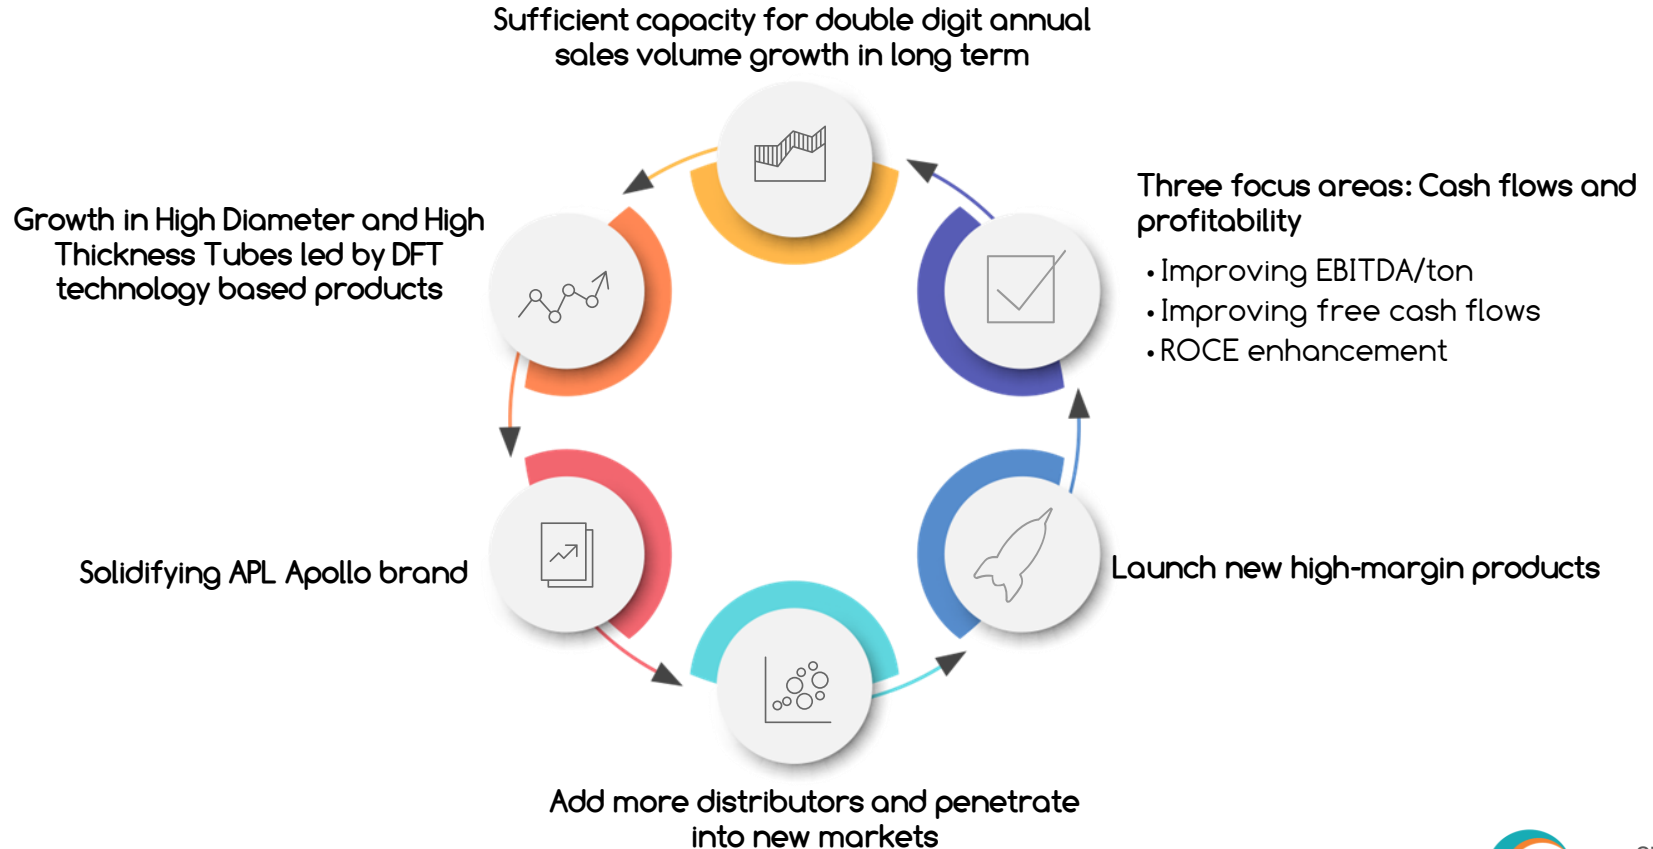 Sufficient capacity for double digit annual
sales volume growth in long term
Three focus areas: Cash flows and
profitability
• Improving EBITDA/ton
• Improving free cash flows
• ROCE enhancement
Growth in High Diameter and High
Thickness Tubes led by DFT
technology based products
Solidifying APL Apollo brand
Launch new high-margin products
Add more distributors and penetrate
into new markets